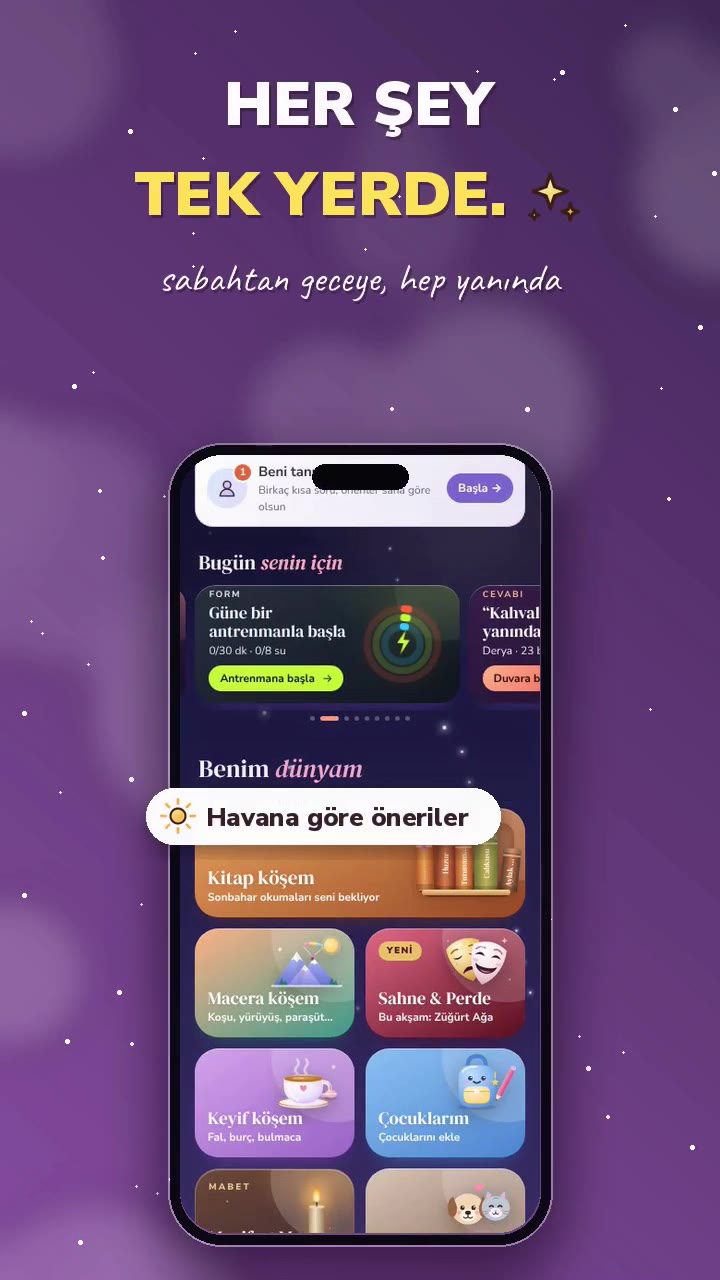 HER ŞEY
TEK YERDE.
sabahtan geceye, hep yanında
1
Beni
Birkaç kısa soru, öneriler sana göre
olsun
Başla →
Bugün senin için
FORM
Güne bir
antrenmanla başla
0/30 dk · 0/8 su
Antrenmana başla →
CEVABI
“Kahval
yanında
Derya · 23
Duvara b
Benim dünyam
Havana göre öneriler
Kitap köşem
Sonbahar okumaları seni bekliyor
YENİ
Macera köşem
Koşu, yürüyüş, paraşüt...
Sahne & Perde
Bu akşam: Züğürt Ağa
Keyif köşem
Fal, burç, bulmaca
Çocuklarım
Çocuklarını ekle
MABET